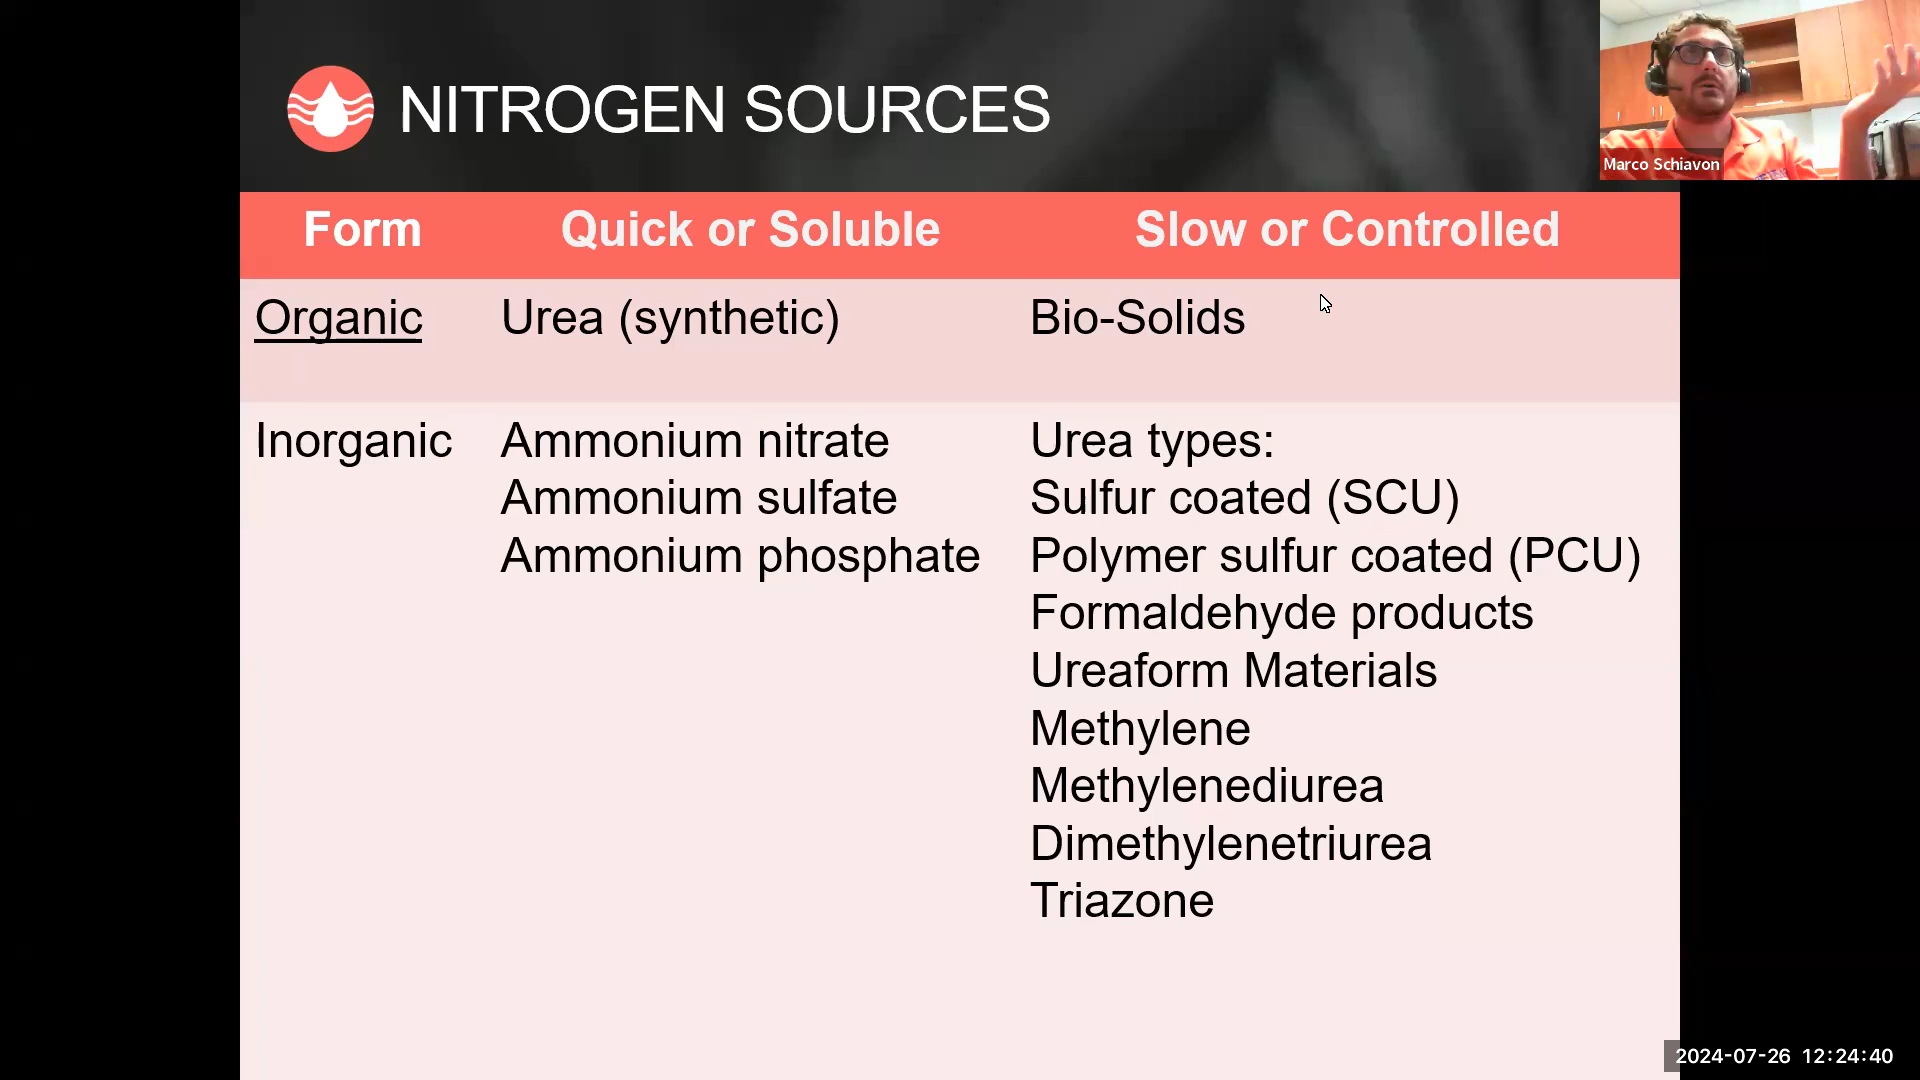 NITROGEN SOURCES
Marco Schiavon
Form Quick or Soluble Slow or Controlled
Organic Urea (synthetic) Bio-Solids
Inorganic Ammonium nitrate Urea types:
Ammonium sulfate Sulfur coated (SCU)
Ammonium phosphate Polymer sulfur coated (PCU)
Formaldehyde products
Ureaform Materials
Methylene
Methylenediurea
Dimethylenetriurea
Triazone
2024-07-26 12:24:40